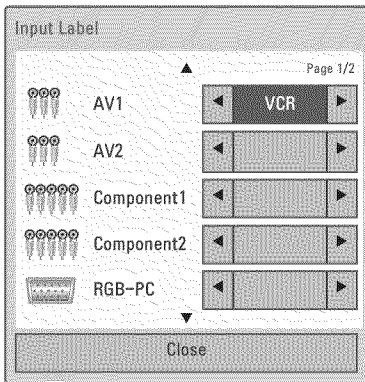 Input Label
Page 1/2
AV1 VCR
AV2
Component1
Component2
RGB-PC
Close